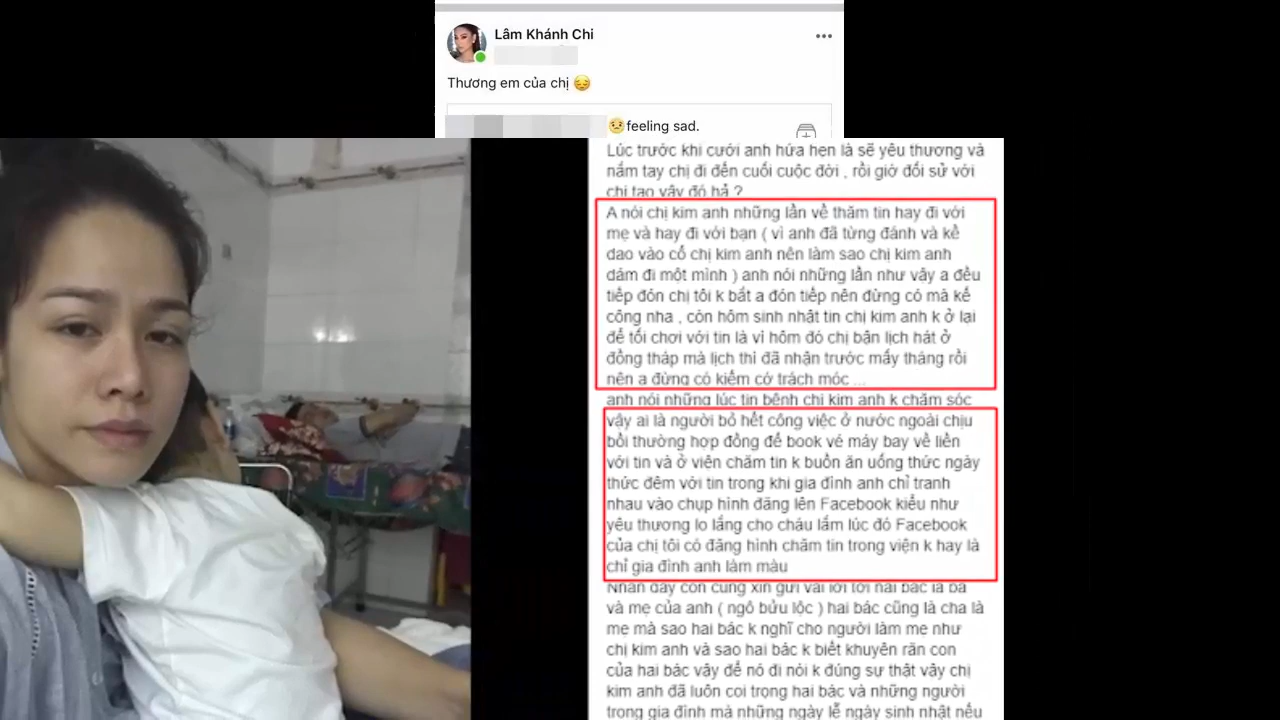 Lâm Khánh Chi
Thương em của chị
feeling sad.
Lúc trước khi cưới anh hứa hẹn là sẽ yêu thương và
nắm tay chị đi đến cuối cuộc đời , rồi giờ đối sử với
chị tao vậy đó hả ?
A nói chị kim anh những lần về thăm tin hay đi với
mẹ và hay đi với bạn ( vì anh đã từng đánh và kề
dao vào cổ chị kim anh nên làm sao chị kim anh
dám đi một mình ) anh nói những lần như vậy a đều
tiếp đón chị tôi k bắt a đón tiếp nên đừng có mà kể
công nha , còn hôm sinh nhật tin chị kim anh k ở lại
để tối chơi với tin là vì hôm đó chị bận lịch hát ở
đồng tháp mà lịch thì đã nhận trước mấy tháng rồi
nên a đừng có kiếm cớ trách móc ...
anh nói những lúc tin bệnh chị kim anh k chăm sóc
vậy ai là người bỏ hết công việc ở nước ngoài chịu
bồi thường hợp đồng để book vé máy bay về liền
với tin và ở viện chăm tin k buồn ăn uống thức ngày
thức đêm với tin trong khi gia đình anh chỉ tranh
nhau vào chụp hình đăng lên Facebook kiểu như
yêu thương lo lắng cho cháu lắm lúc đó Facebook
của chị tôi có đăng hình chăm tin trong viện k hay là
chỉ gia đình anh làm màu
Nhân đây con cũng xin gửi vài lời tới hai bác là ba
và mẹ của anh ( ngô bửu lộc ) hai bác cũng là cha là
mẹ mà sao hai bác k nghĩ cho người làm mẹ như
chị kim anh và sao hai bác k biết khuyên răn con
của hai bác vậy để nó đi nói k đúng sự thật vậy chị
kim anh đã luôn coi trọng hai bác và những người
trong gia đình mà những ngày lễ ngày sinh nhật nếu